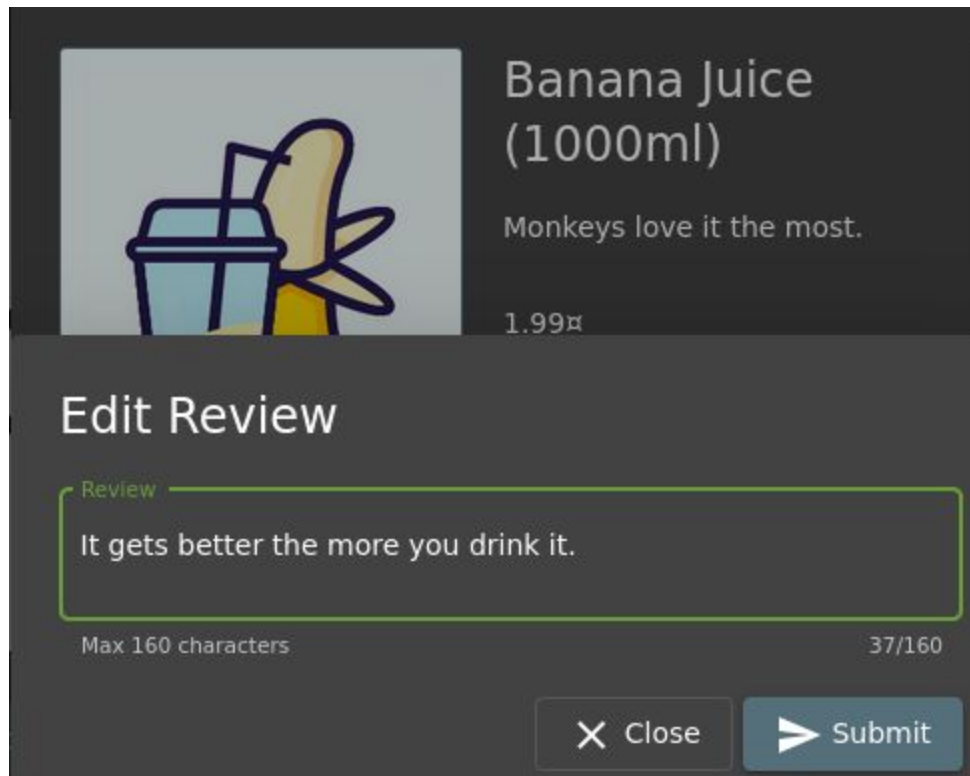 Banana Juice
(1000ml)
Monkeys love it the most.
1.99¤
Edit Review
Review
It gets better the more you drink it.
Max 160 characters
37/160
Close
Submit